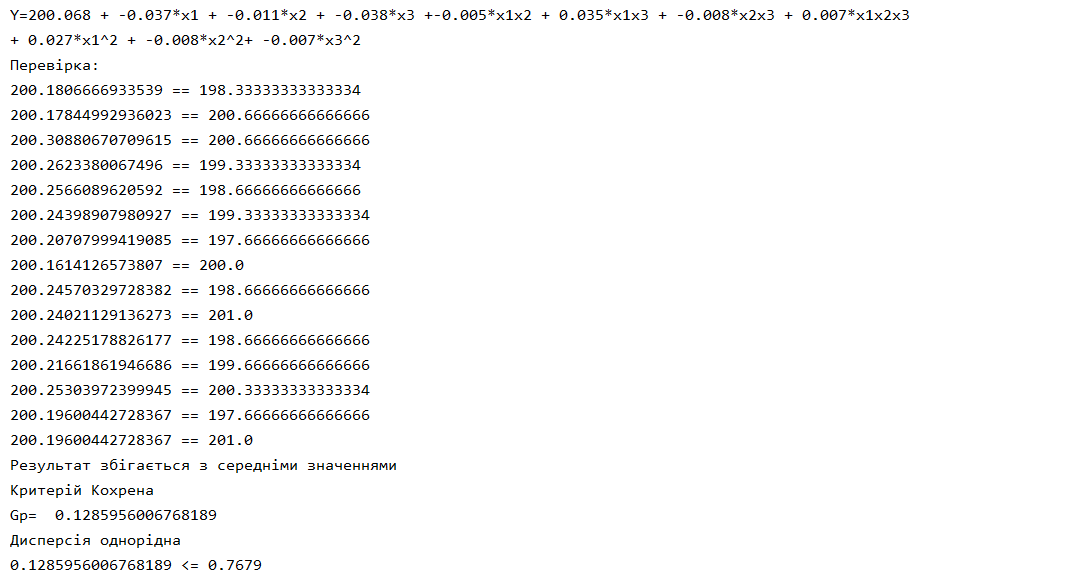 Y=200.068 + -0.037*x1 + -0.011*x2 + -0.038*x3 +-0.005*x1x2 + 0.035*x1x3 + -0.008*x2x3 + 0.007*x1x2x3
+ 0.027*x1^2 + -0.008*x2^2+ -0.007*x3^2
Перевірка:
200.1806666933539 == 198.33333333333334
200.17844992936023 == 200.66666666666666
200.30880670709615 == 200.66666666666666
200.2623380067496 == 199.33333333333334
200.2566089620592 == 198.66666666666666
200.24398907980927 == 199.33333333333334
200.20707999419085 == 197.66666666666666
200.1614126573807 == 200.0
200.24570329728382 == 198.66666666666666
200.24021129136273 == 201.0
200.24225178826177 == 198.66666666666666
200.21661861946686 == 199.66666666666666
200.25303972399945 == 200.33333333333334
200.19600442728367 == 197.66666666666666
200.19600442728367 == 201.0
Результат збігається з середніми значеннями
Критерій Кохрена
Gp=  0.1285956006768189
Дисперсія однорідна
0.1285956006768189 <= 0.7679